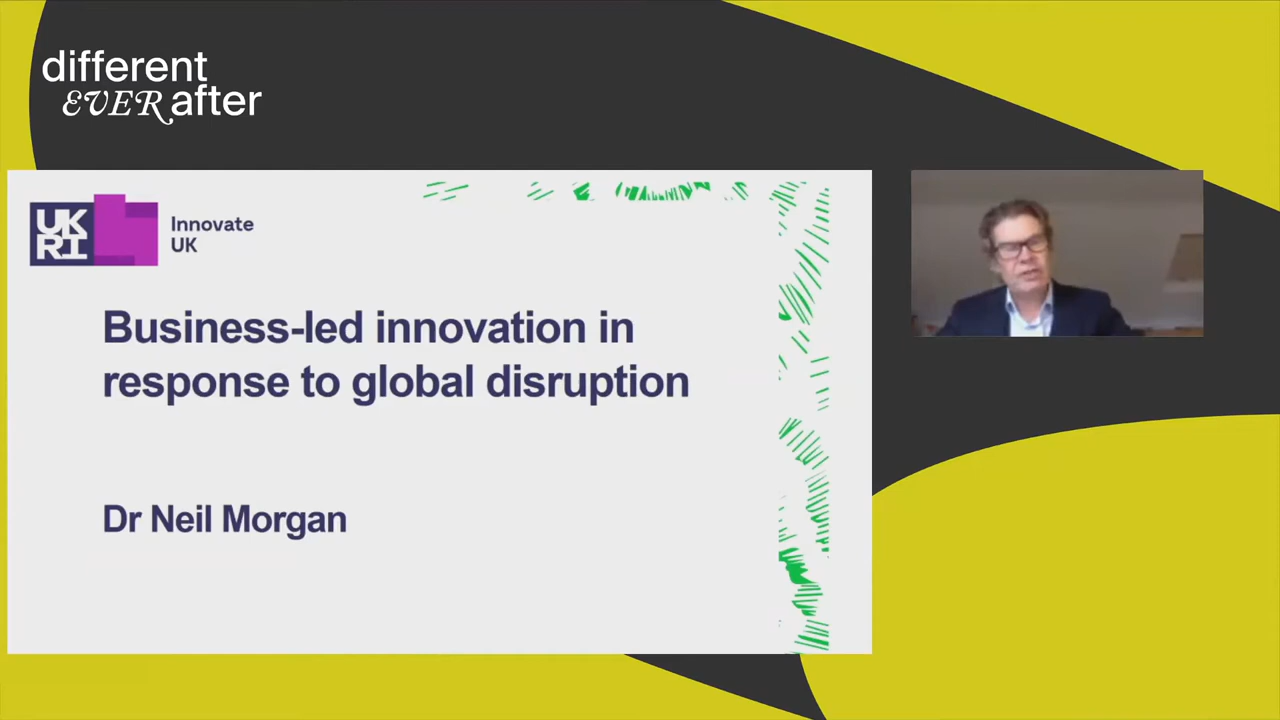 different
EVER after
UK
RI
Innovate
UK
Business-led innovation in
response to global disruption
Dr Neil Morgan